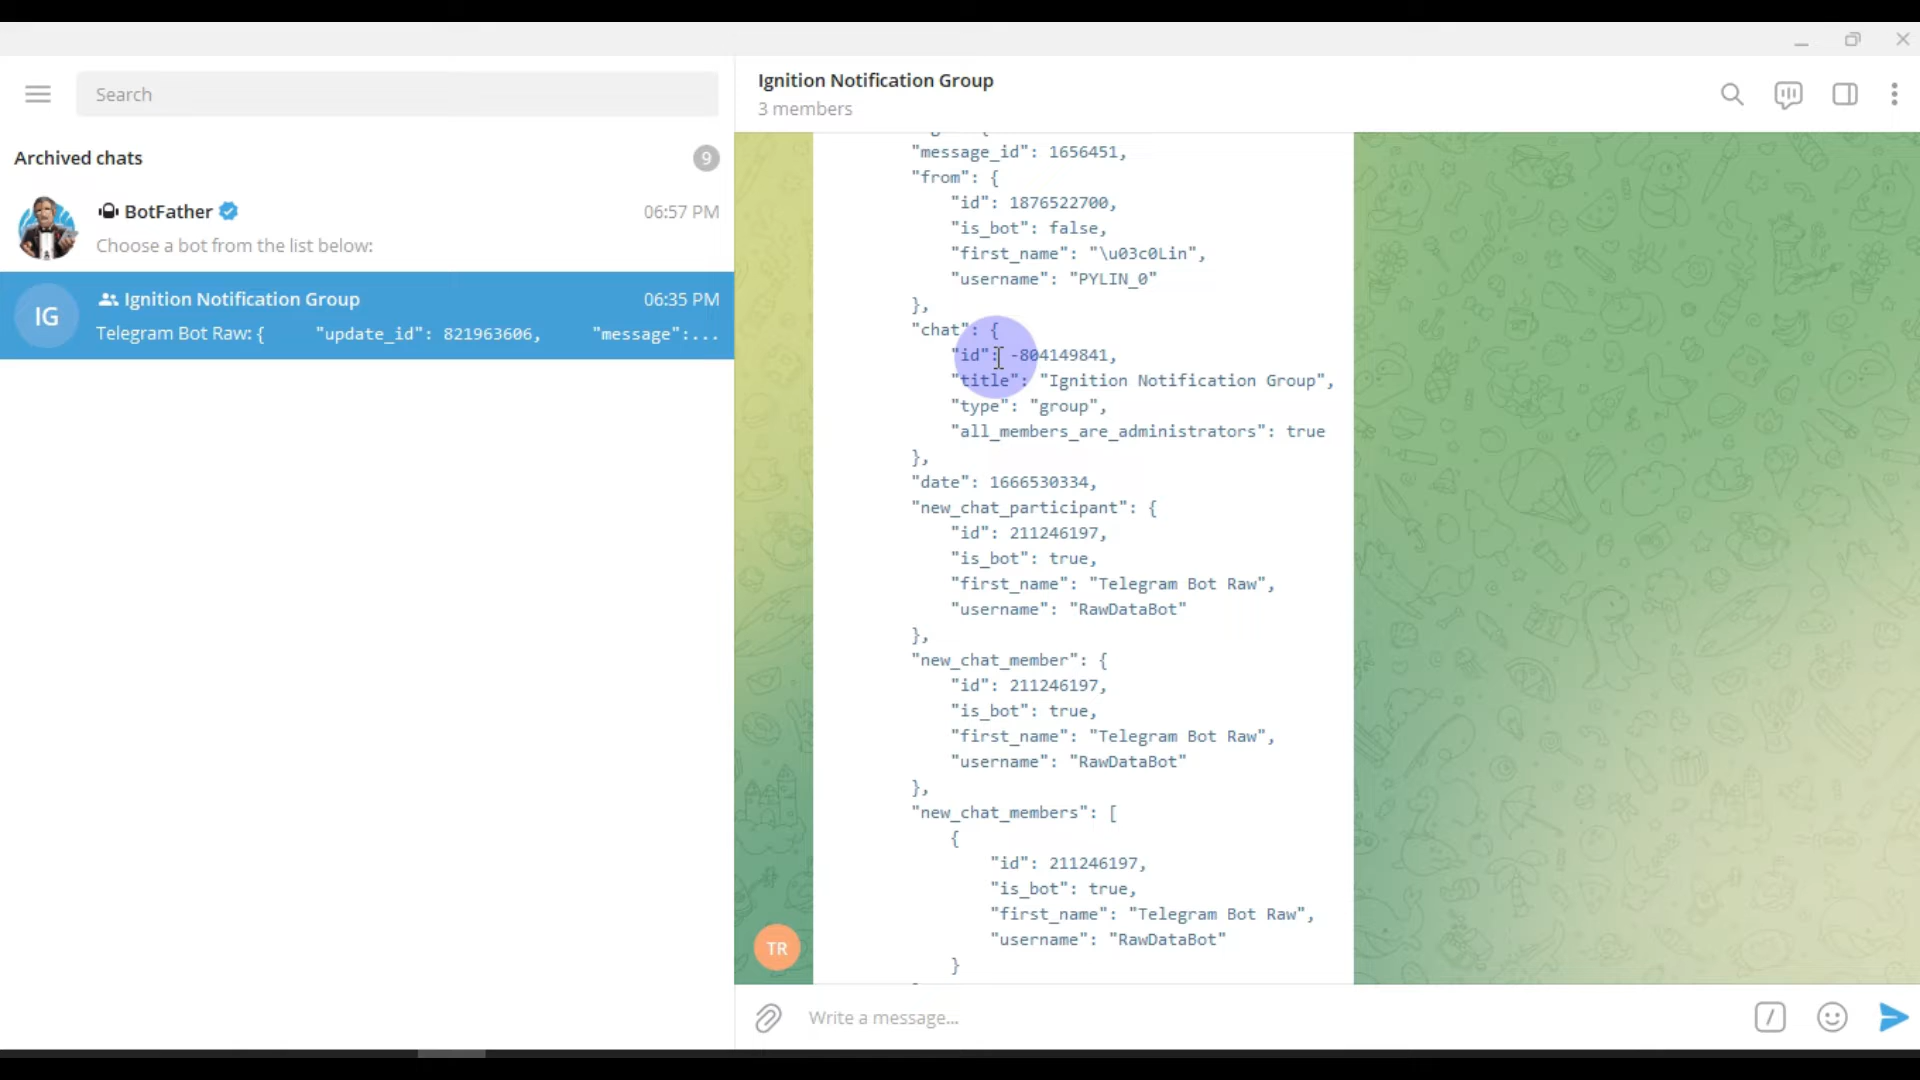 Search
Archived chats
9
BotFather
06:57 PM
Choose a bot from the list below:
IG
Ignition Notification Group
06:35 PM
Telegram Bot Raw: { "update_id": 821963606, "message":...
Ignition Notification Group
3 members
"message_id": 1656451,
"from": {
"id": 1876522700,
"is_bot": false,
"first_name": "\u03c0Lin",
"username": "PYLIN_0"
},
"chat": {
"id": -804149841,
"title": "Ignition Notification Group",
"type": "group",
"all_members_are_administrators": true
},
"date": 1666530334,
"new_chat_participant": {
"id": 211246197,
"is_bot": true,
"first_name": "Telegram Bot Raw",
"username": "RawDataBot"
},
"new_chat_member": {
"id": 211246197,
"is_bot": true,
"first_name": "Telegram Bot Raw",
"username": "RawDataBot"
},
"new_chat_members": [
{
"id": 211246197,
"is_bot": true,
"first_name": "Telegram Bot Raw",
"username": "RawDataBot"
}
TR
Write a message...